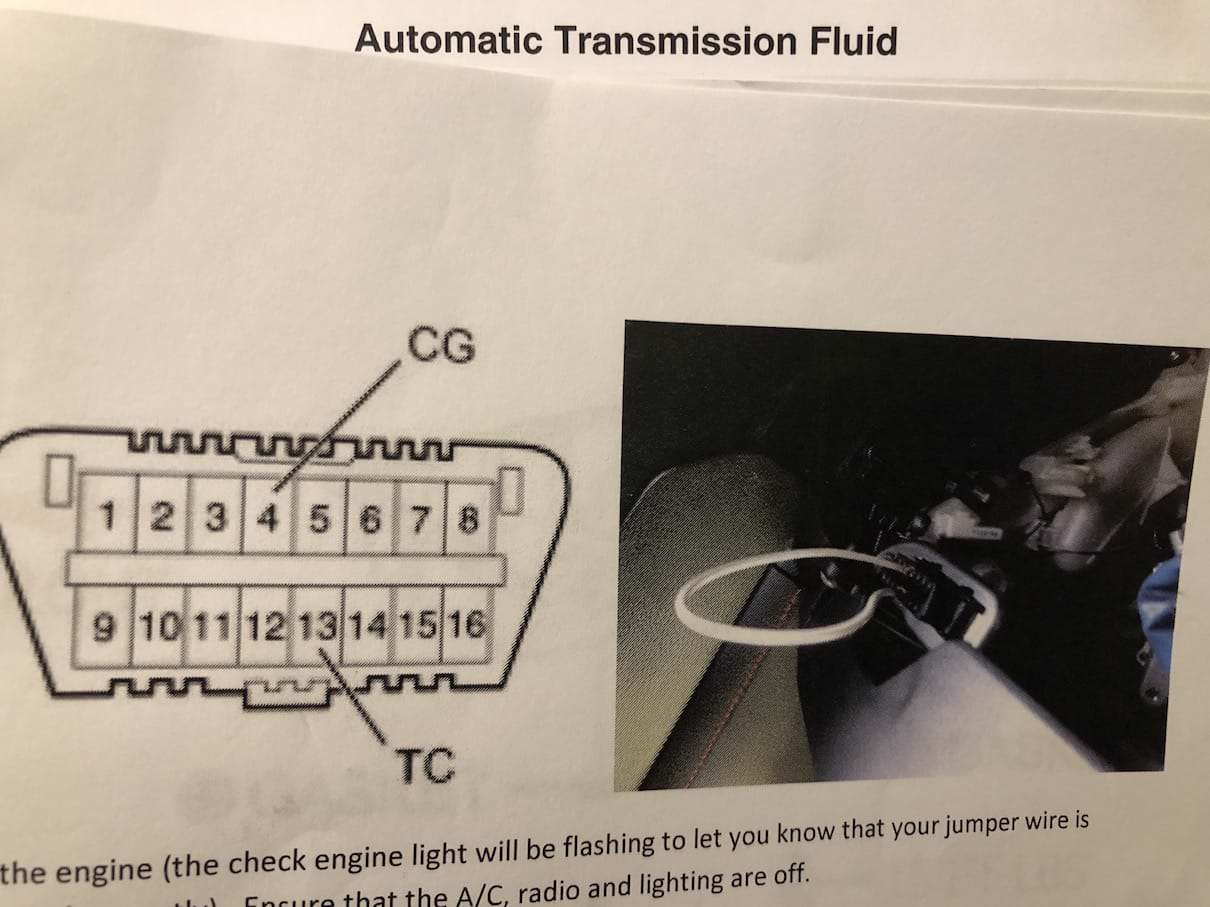 Automatic Transmission Fluid
CG
1 2 3 4 5 6 7 8
9 10 11 12 13 14 15 16
TC
the engine (the check engine light will be flashing to let you know that your jumper wire is
Ensure that the A/C, radio and lighting are off.